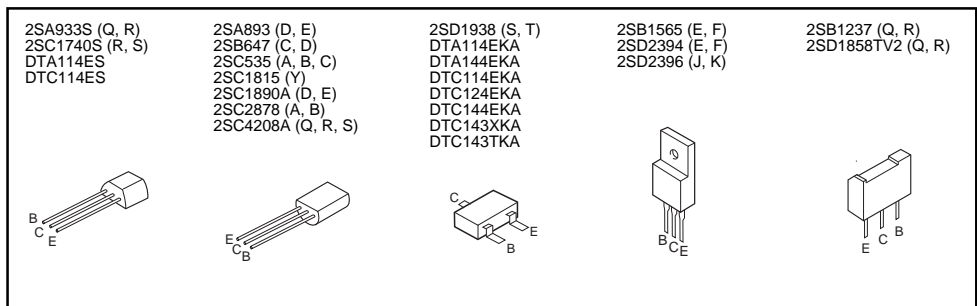 2SA933S (Q, R)
2SC1740S (R, S)
DTA114ES
DTC114ES
2SA893 (D, E)
2SB647 (C, D)
2SC535 (A, B, C)
2SC1815 (Y)
2SC1890A (D, E)
2SC2878 (A, B)
2SC4208A (Q, R, S)
2SD1938 (S, T)
DTA114EKA
DTA144EKA
DTC114EKA
DTC124EKA
DTC144EKA
DTC143XKA
DTC143TKA
2SB1565 (E, F)
2SD2394 (E, F)
2SD2396 (J, K)
2SB1237 (Q, R)
2SD1858TV2 (Q, R)
B
C
E
E
C
B
C
B
E
B
C
E
E
C
B